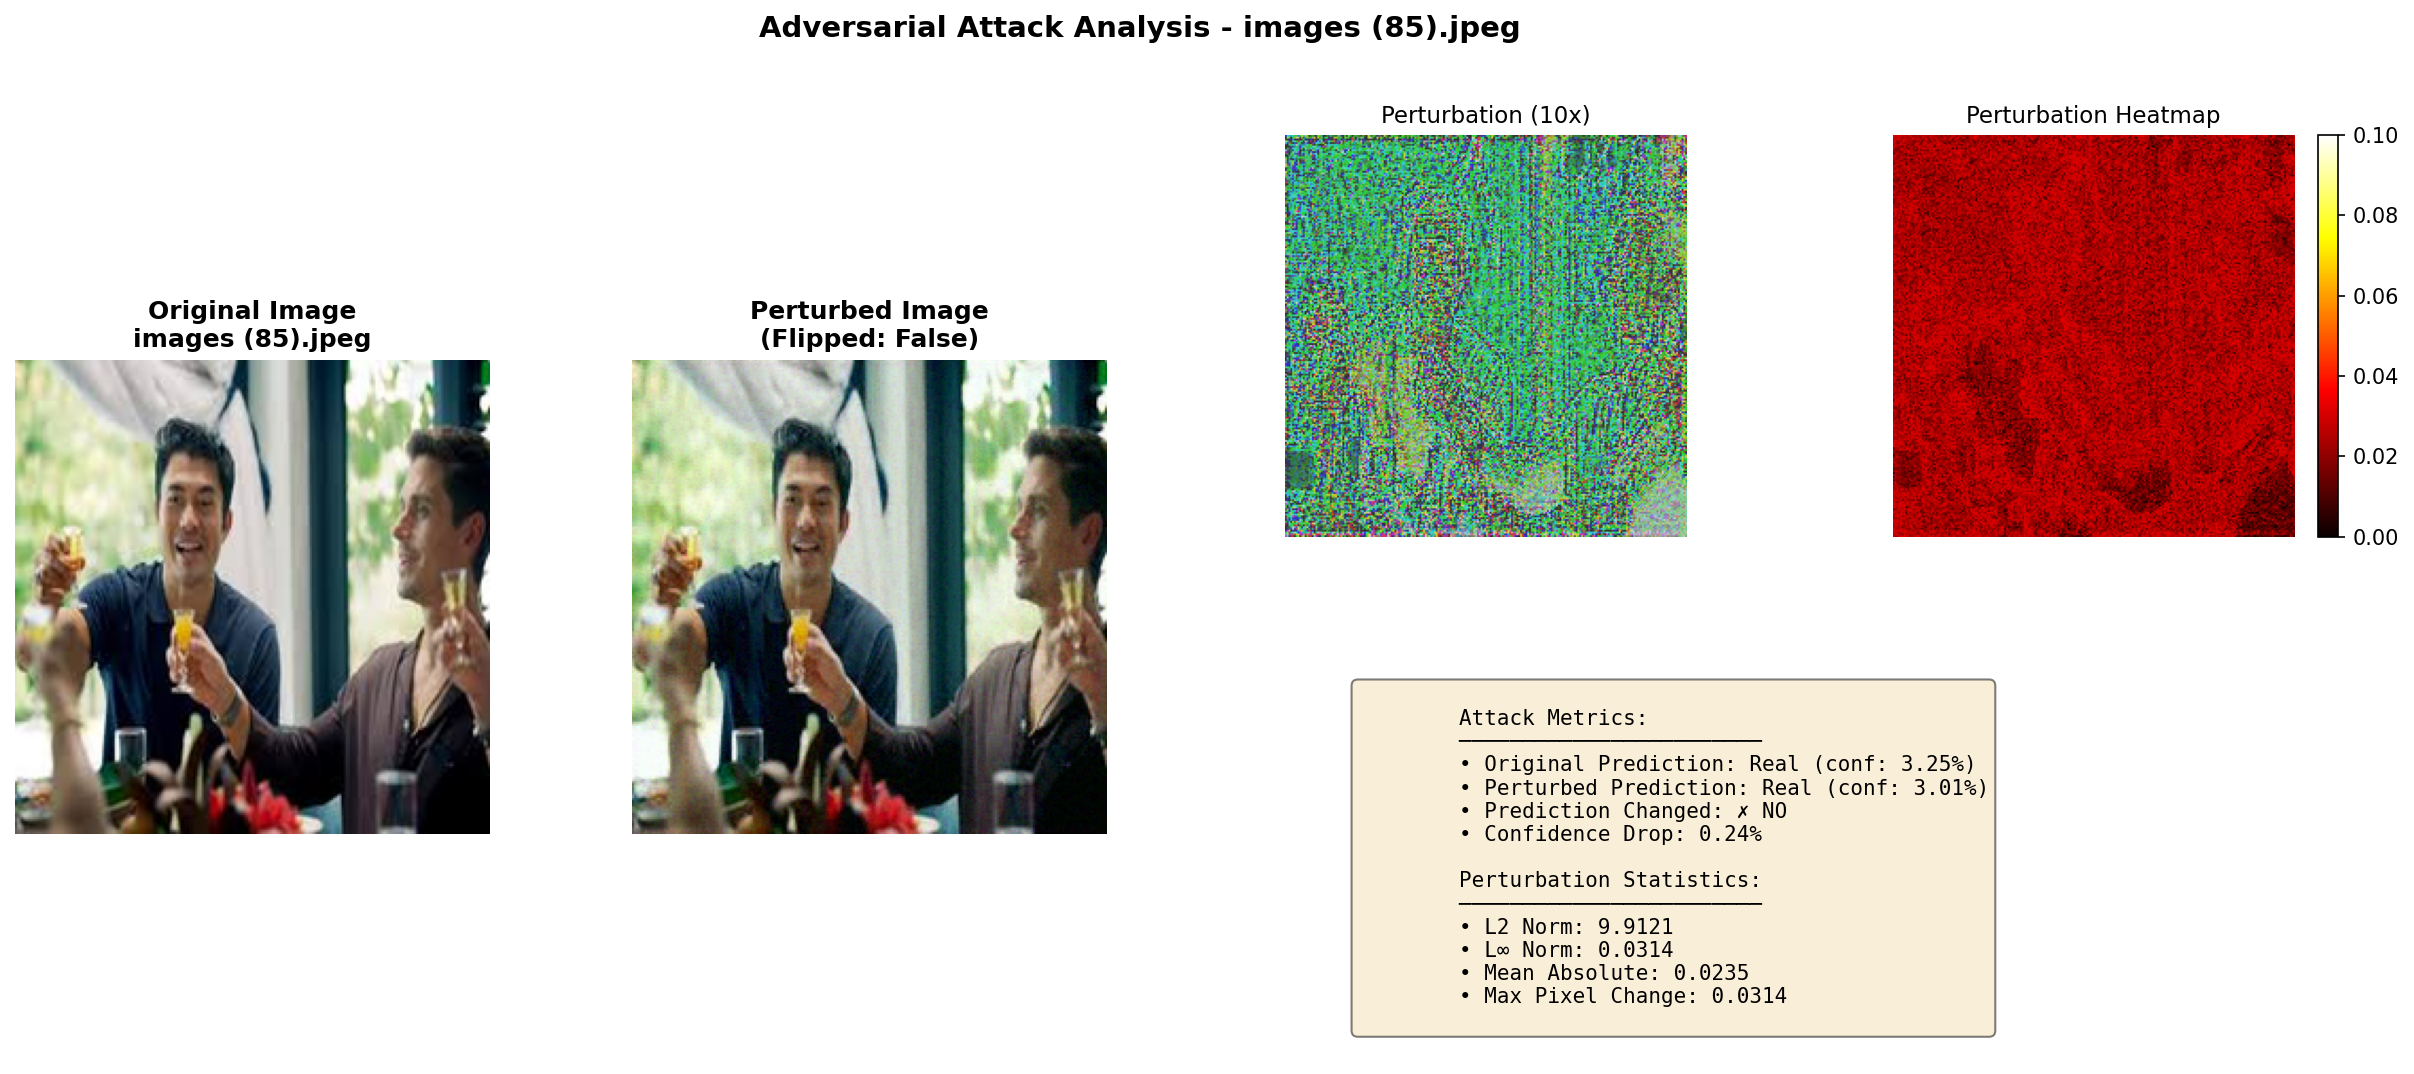 Adversarial Attack Analysis - images (85).jpeg
Original Image
images (85).jpeg
Perturbed Image
(Flipped: False)
Perturbation (10x)
Perturbation Heatmap
0.10
0.08
0.06
0.04
0.02
0.00
Attack Metrics:
• Original Prediction: Real (conf: 3.25%)
• Perturbed Prediction: Real (conf: 3.01%)
• Prediction Changed: ✗ NO
• Confidence Drop: 0.24%
Perturbation Statistics:
• L2 Norm: 9.9121
• L∞ Norm: 0.0314
• Mean Absolute: 0.0235
• Max Pixel Change: 0.0314